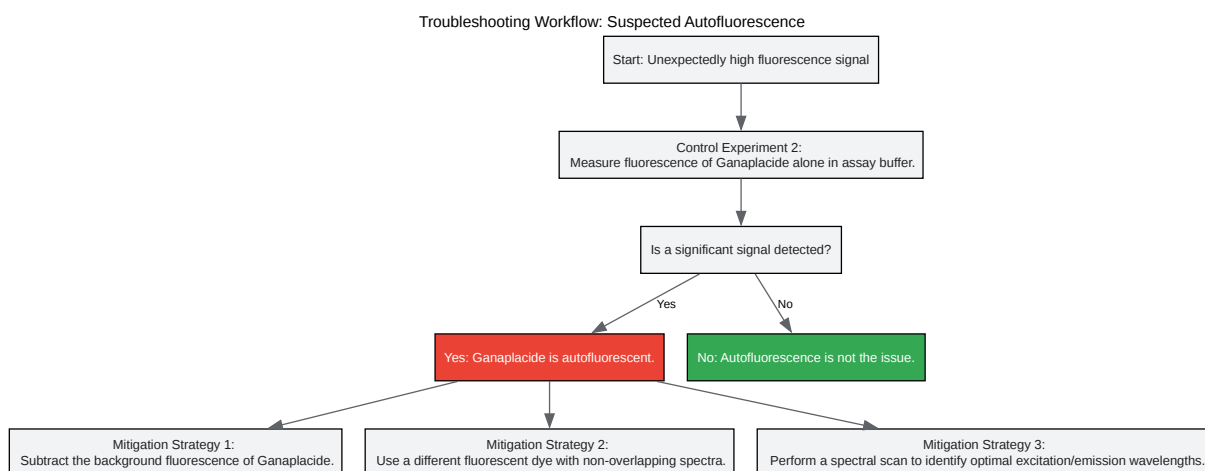 Troubleshooting Workflow: Suspected Autofluorescence
Start: Unexpectedly high fluorescence signal
Control Experiment 2:
Measure fluorescence of Ganaplacide alone in assay buffer.
Is a significant signal detected?
Yes
No
Yes: Ganaplacide is autofluorescent.
No: Autofluorescence is not the issue.
Mitigation Strategy 1:
Subtract the background fluorescence of Ganaplacide.
Mitigation Strategy 2:
Use a different fluorescent dye with non-overlapping spectra.
Mitigation Strategy 3:
Perform a spectral scan to identify optimal excitation/emission wavelengths.